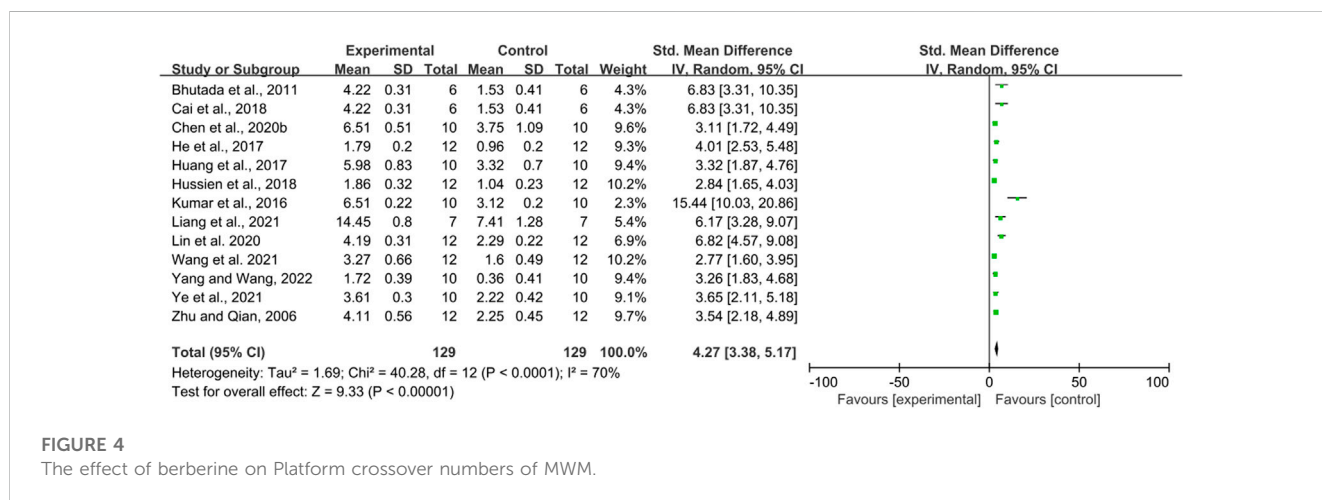 Experimental Control Std. Mean Difference Std. Mean Difference
Study or Subgroup Mean SD Total Mean SD Total Weight IV, Random, 95% CI IV, Random, 95% CI
Bhutada et al., 2011 4.22 0.31 6 1.53 0.41 6 4.3% 6.83 [3.31, 10.35]
Cai et al., 2018 4.22 0.31 6 1.53 0.41 6 4.3% 6.83 [3.31, 10.35]
Chen et al., 2020b 6.51 0.51 10 3.75 1.09 10 9.6% 3.11 [1.72, 4.49]
He et al., 2017 1.79 0.2 12 0.96 0.2 12 9.3% 4.01 [2.53, 5.48]
Huang et al., 2017 5.98 0.83 10 3.32 0.7 10 9.4% 3.32 [1.87, 4.76]
Hussien et al., 2018 1.86 0.32 12 1.04 0.23 12 10.2% 2.84 [1.65, 4.03]
Kumar et al., 2016 6.51 0.22 10 3.12 0.2 10 2.3% 15.44 [10.03, 20.86]
Liang et al., 2021 14.45 0.8 7 7.41 1.28 7 5.4% 6.17 [3.28, 9.07]
Lin et al. 2020 4.19 0.31 12 2.29 0.22 12 6.9% 6.82 [4.57, 9.08]
Wang et al. 2021 3.27 0.66 12 1.6 0.49 12 10.2% 2.77 [1.60, 3.95]
Yang and Wang, 2022 1.72 0.39 10 0.36 0.41 10 9.4% 3.26 [1.83, 4.68]
Ye et al., 2021 3.61 0.3 10 2.22 0.42 10 9.1% 3.65 [2.11, 5.18]
Zhu and Qian, 2006 4.11 0.56 12 2.25 0.45 12 9.7% 3.54 [2.18, 4.89]
Total (95% CI) 129 129 100.0% 4.27 [3.38, 5.17]
Heterogeneity: Tau² = 1.69; Chi² = 40.28, df = 12 (P < 0.0001); I² = 70%
Test for overall effect: Z = 9.33 (P < 0.00001)
-100 -50 0 50 100
Favours [experimental] Favours [control]
FIGURE 4
The effect of berberine on Platform crossover numbers of MWM.